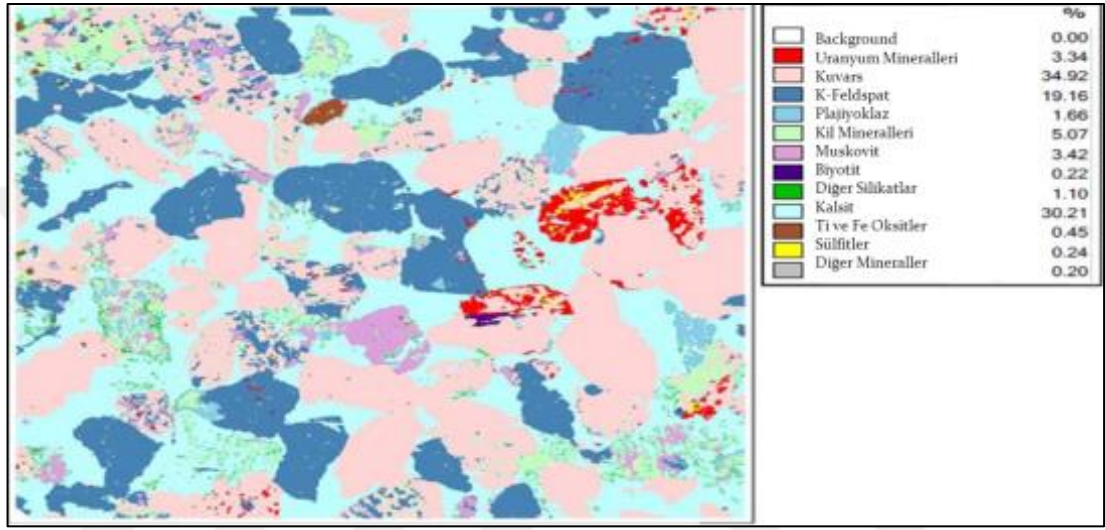 %
Background 0.00
Uranyum Mineralleri 3.34
Kuvars 34.92
K-Feldspat 19.16
Plajiyoklaz 1.66
Kil Mineralleri 5.07
Muskovit 3.42
Biyotit 0.22
Diğer Silikatlar 1.10
Kalsit 30.21
Ti ve Fe Oksitler 0.45
Sülfitler 0.24
Diğer Mineraller 0.20